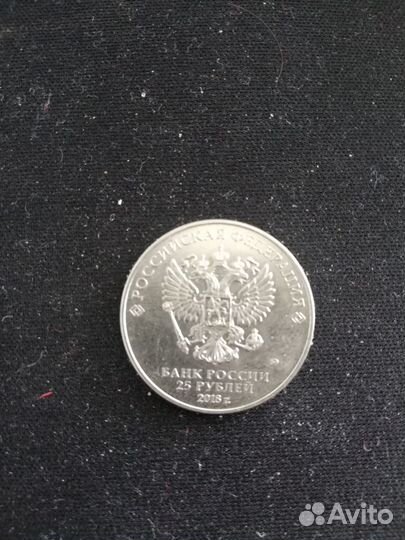 РОССИЙСКАЯ ФЕДЕРАЦИЯ
БАНК РОССИИ
25 РУБЛЕЙ
2018 г.
Avito